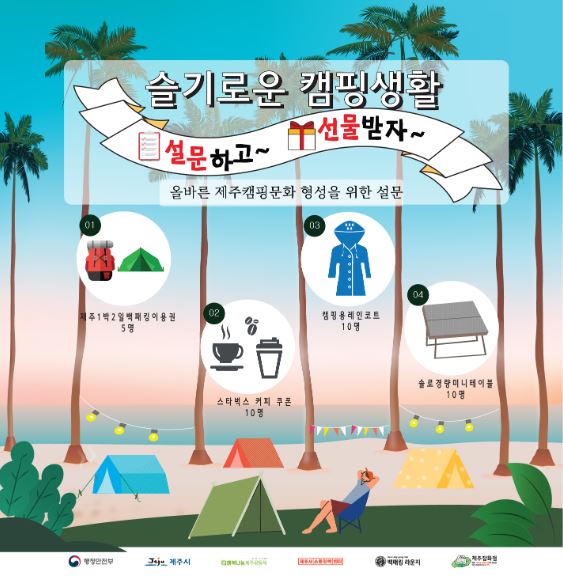 슬기로운 캠핑생활
설문하고~
선물받자~
올바른 제주캠핑문화 형성을 위한 설문
01
제주1박2일백패킹이용권
5명
02
스타벅스 커피 쿠폰
10명
03
캠핑용레인코트
10명
04
솔로경량미니테이블
10명
행정안전부
Jeju 제주시
백패킹 라운지